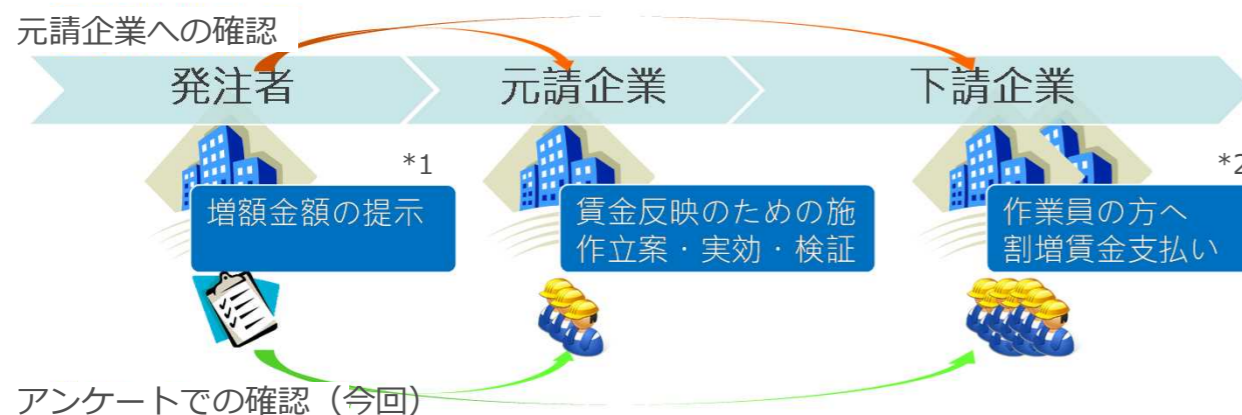 元請企業への確認
発注者
元請企業
下請企業
*1
*2
増額金額の提示
賃金反映のための施
作立案・実効・検証
作業員の方へ
割増賃金支払い
アンケートでの確認（今回）